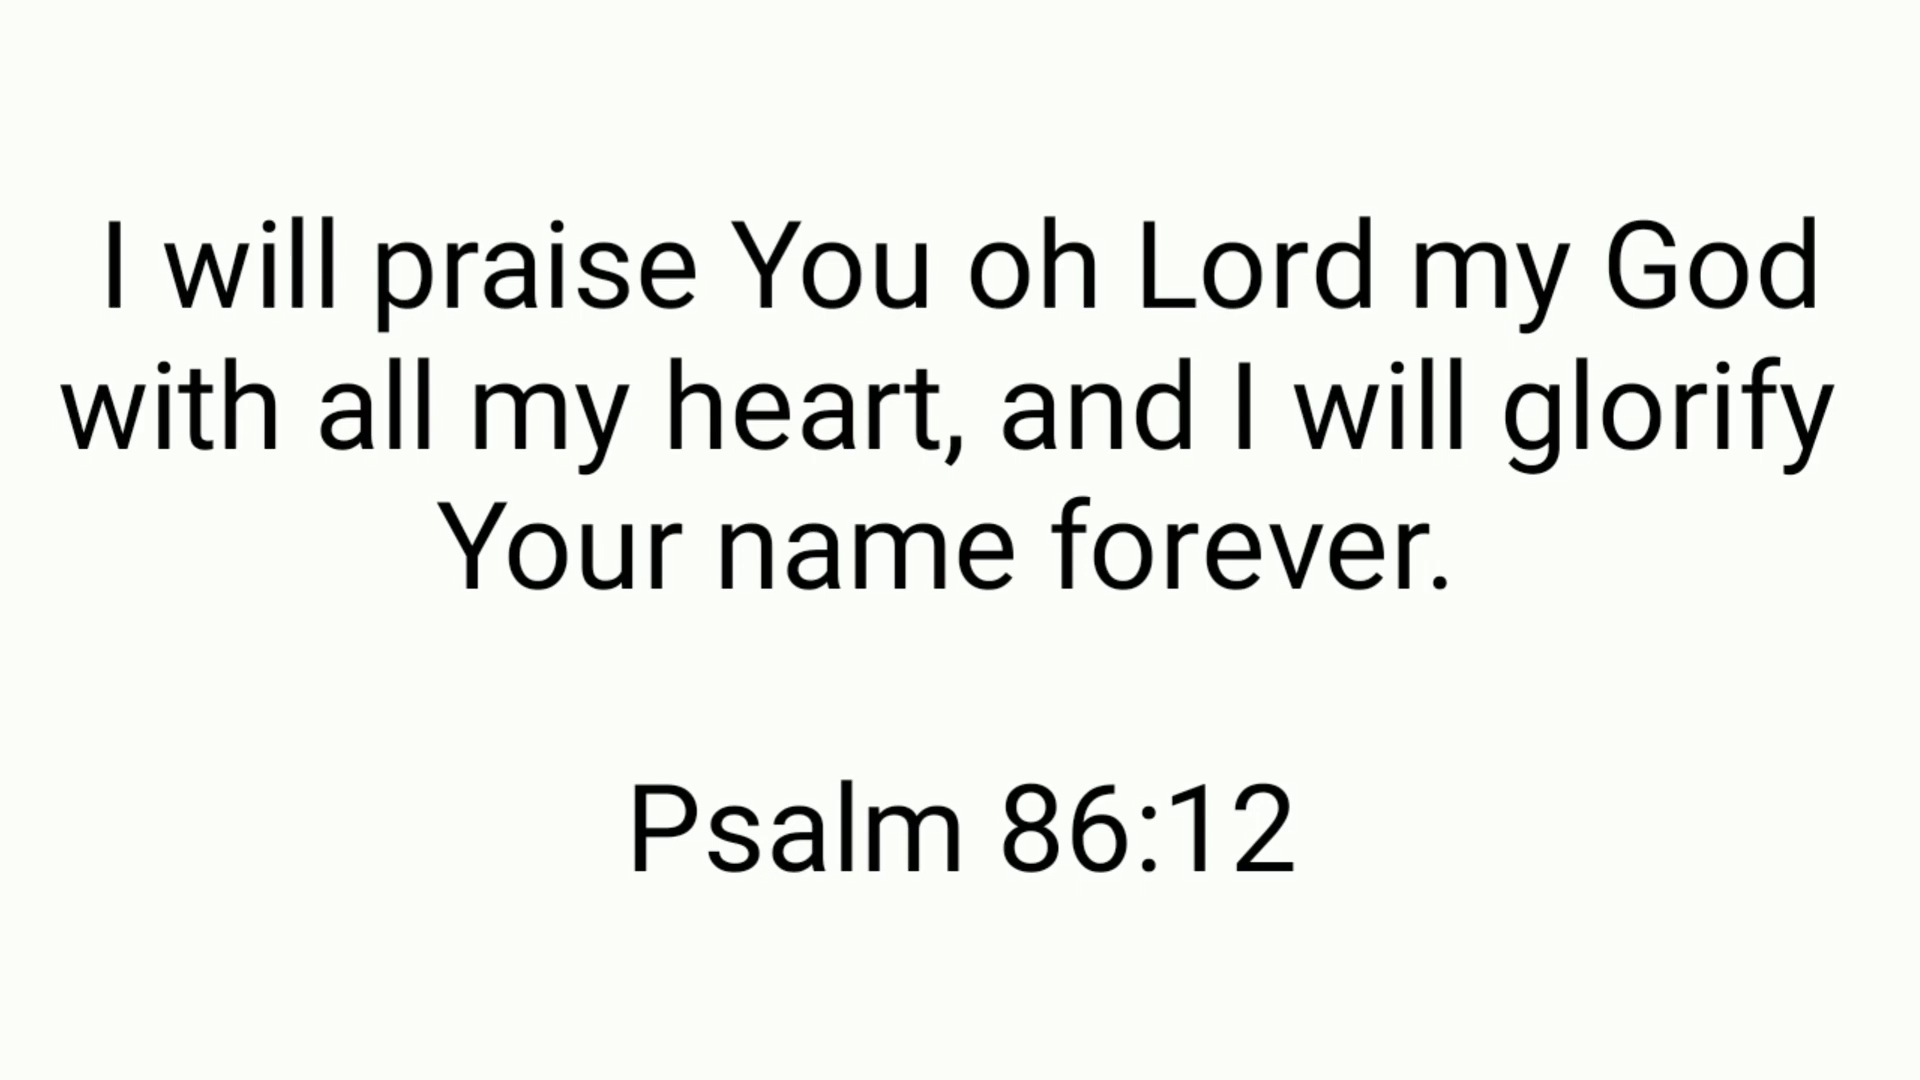 I will praise You oh Lord my God
with all my heart, and I will glorify
Your name forever.
Psalm 86:12